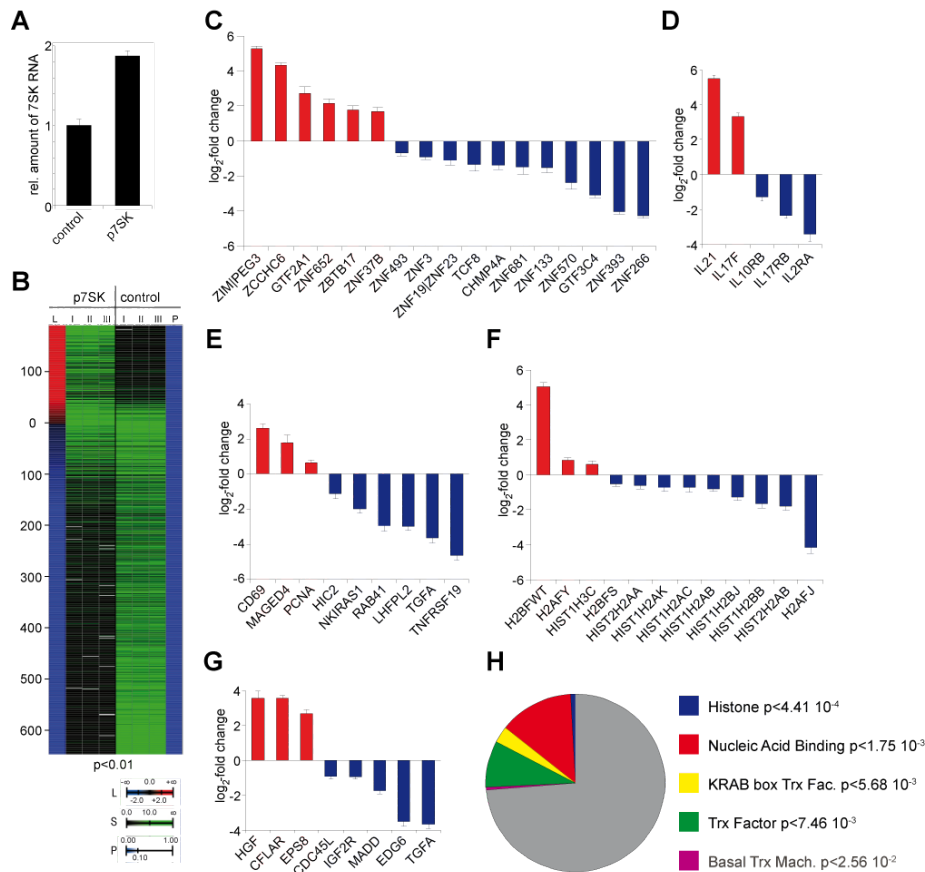 A
rel. amount of 7SK RNA
2
1
0
control
p7SK
B
p7SK control
L I II III I II III P
100
0
100
200
300
400
500
600
p<0.01
L
0.0
-2.0 +2.0
S
0.0 10.0
P
0.00 1.00
0.10
C
log2-fold change
6
4
2
0
-2
-4
-6
ZIMIPEG3
ZCCHC6
GTF2A1
ZNF652
ZBTB17
ZNF37B
ZNF493
ZNF3
ZNF19|ZNF23
TCF8
CHMP4A
ZNF681
ZNF133
ZNF570
GTF3C4
ZNF393
ZNF266
D
log2-fold change
6
4
2
0
-2
-4
IL21
IL17F
IL10RB
IL17RB
IL2RA
E
log2-fold change
4
2
0
-2
-4
-6
CD69
MAGED4
PCNA
HIC2
NKIRAS1
RAB41
LHFPL2
TGFA
TNFRSF19
F
log2-fold change
6
4
2
0
-2
-4
-6
H2BFWT
H2AFY
HIST1H3C
H2BFS
HIST2H2AA
HIST1H2AK
HIST1H2AC
HIST1H2AB
HIST1H2BJ
HIST1H2BB
HIST2H2AB
H2AFJ
G
log2-fold change
4
2
0
-2
-4
HGF
CFLAR
EPS8
CDC45L
IGF2R
MADD
EDG6
TGFA
H
Histone p<4.41 10-4
Nucleic Acid Binding p<1.75 10-3
KRAB box Trx Fac. p<5.68 10-3
Trx Factor p<7.46 10-3
Basal Trx Mach. p<2.56 10-2